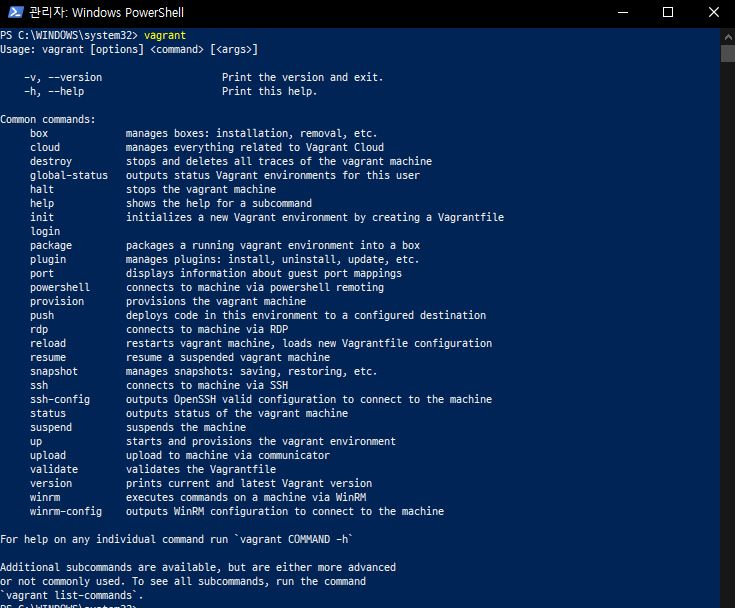 관리자: Windows PowerShell
PS C:\WINDOWS\system32> vagrant
Usage: vagrant [options] <command> [<args>]
-v, --version                    Print the version and exit.
-h, --help                       Print this help.
Common commands:
box             manages boxes: installation, removal, etc.
cloud           manages everything related to Vagrant Cloud
destroy         stops and deletes all traces of the vagrant machine
global-status   outputs status Vagrant environments for this user
halt            stops the vagrant machine
help            shows the help for a subcommand
init            initializes a new Vagrant environment by creating a Vagrantfile
login
package         packages a running vagrant environment into a box
plugin          manages plugins: install, uninstall, update, etc.
port            displays information about guest port mappings
powershell      connects to machine via powershell remoting
provision       provisions the vagrant machine
push            deploys code in this environment to a configured destination
rdp             connects to machine via RDP
reload          restarts vagrant machine, loads new Vagrantfile configuration
resume          resume a suspended vagrant machine
snapshot        manages snapshots: saving, restoring, etc.
ssh             connects to machine via SSH
ssh-config      outputs OpenSSH valid configuration to connect to the machine
status          outputs status of the vagrant machine
suspend         suspends the machine
up              starts and provisions the vagrant environment
upload          upload to machine via communicator
validate        validates the Vagrantfile
version         prints current and latest Vagrant version
winrm           executes commands on a machine via WinRM
winrm-config    outputs WinRM configuration to connect to the machine
For help on any individual command run `vagrant COMMAND -h`
Additional subcommands are available, but are either more advanced
or not commonly used. To see all subcommands, run the command
`vagrant list-commands`.
PS C:\WINDOWS\system32>